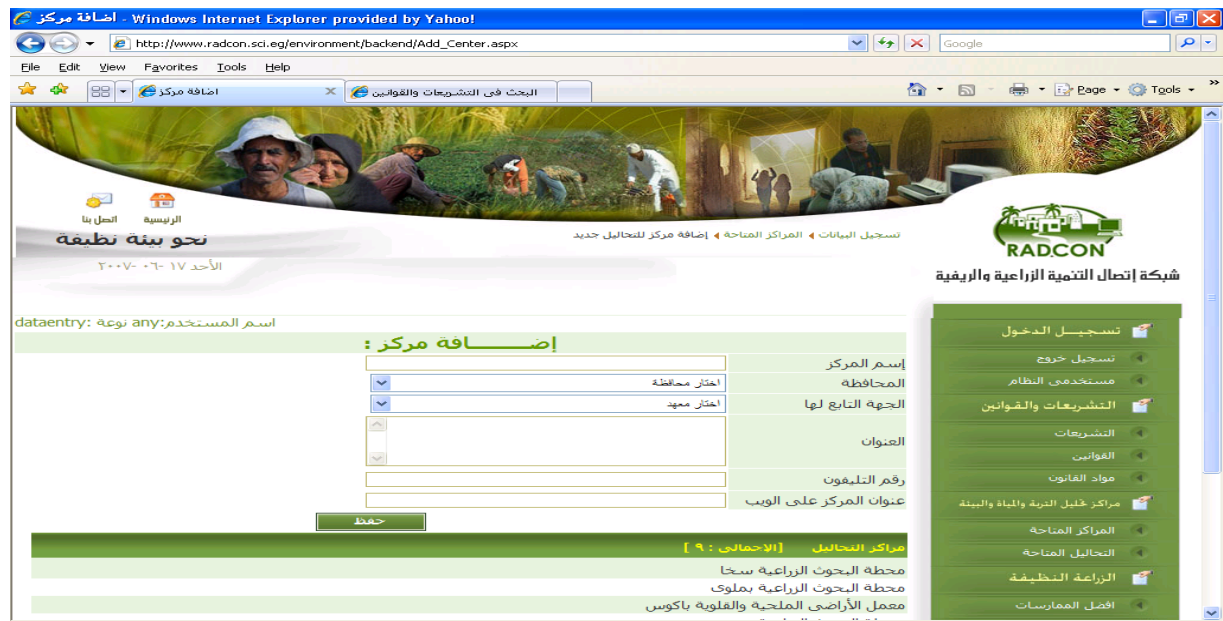 اضافة مركز - Windows Internet Explorer provided by Yahoo!
http://www.radcon.sci.eg/environment/backend/Add_Center.aspx
Google
File Edit View Favorites Tools Help
اضافة مركز
البحث فى التشريعات والقوانين
Page Tools
الرئيسية
اتصل بنا
نحو بيئة نظيفة
الأحد ١٧ -٠٦ -٢٠٠٧
تسجيل البيانات المراكز المتاحة إضافة مركز للتحاليل جديد
RADCON
شبكة إتصال التنمية الزراعية والريفية
اسم المستخدم:any نوعة :dataentry
إضـــــــــافة مركز :
إسم المركز
المحافظة
اختار محافظة
الجهة التابع لها
اختار معهد
العنوان
رقم التليفون
عنوان المركز على الويب
حفظ
مراكز التحاليل [الإجمالى : ٩ ]
محطة البحوث الزراعية سخا
محطة البحوث الزراعية بملوى
معمل الأراضى الملحية والقلوية باكوس
تسـجيـــل الدخـول
تسجيل خروج
مستخدمى النظام
التشريعات والقـوانين
التشريعات
القوانين
مواد القانون
مراكز تحليل التربة والمياة والبيئة
المراكز المتاحة
التحاليل المتاحة
الزراعة النظـيفـة
افضل الممارسات